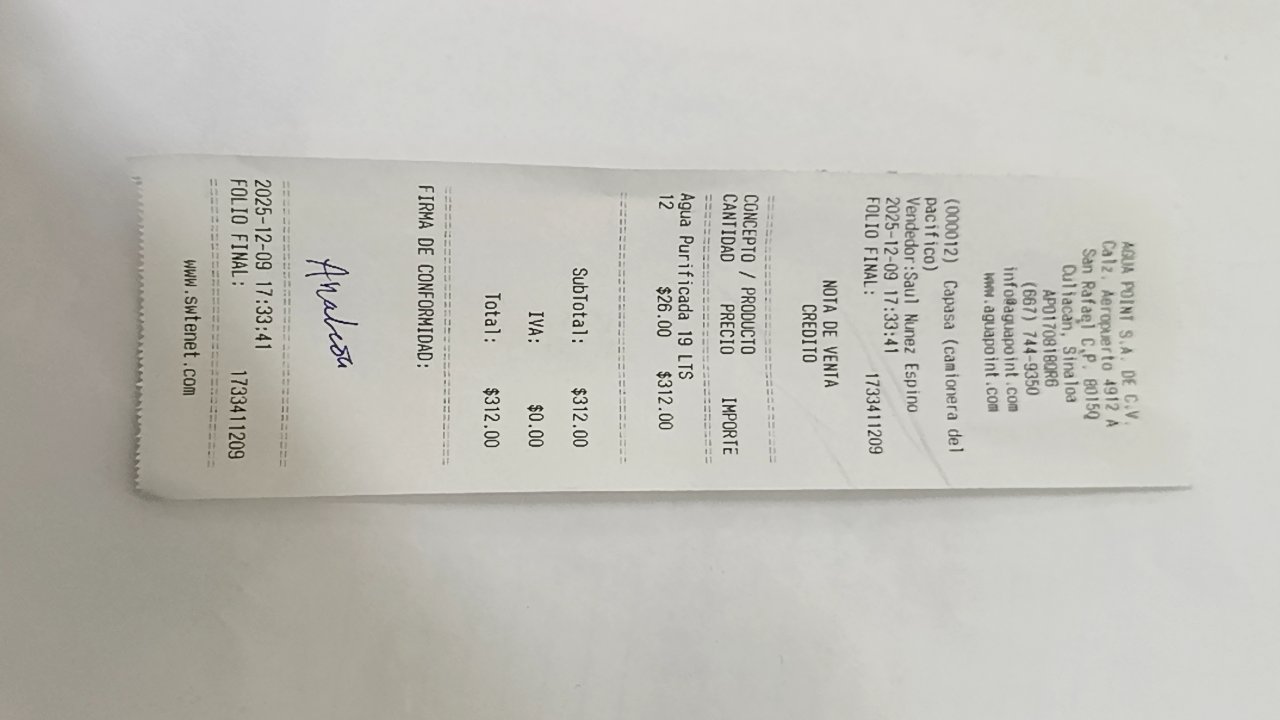 AGUA POINT S.A. DE C.V.
Calz. Aeropuerto 4912 A
San Rafael C.P. 80150
Culiacan, Sinaloa
APO170818QR6
(667) 744-9350
info@aguapoint.com
www.aguapoint.com
(000012) Capasa (camionera del
pacifico)
Vendedor:Saul Nunez Espino
2025-12-09 17:33:41
FOLIO FINAL: 1733411209
NOTA DE VENTA
CREDITO
CONCEPTO / PRODUCTO
CANTIDAD PRECIO IMPORTE
Agua Purificada 19 LTS
12 $26.00 $312.00
SubTotal: $312.00
IVA: $0.00
Total: $312.00
FIRMA DE CONFORMIDAD:
2025-12-09 17:33:41
FOLIO FINAL: 1733411209
www.swtenet.com